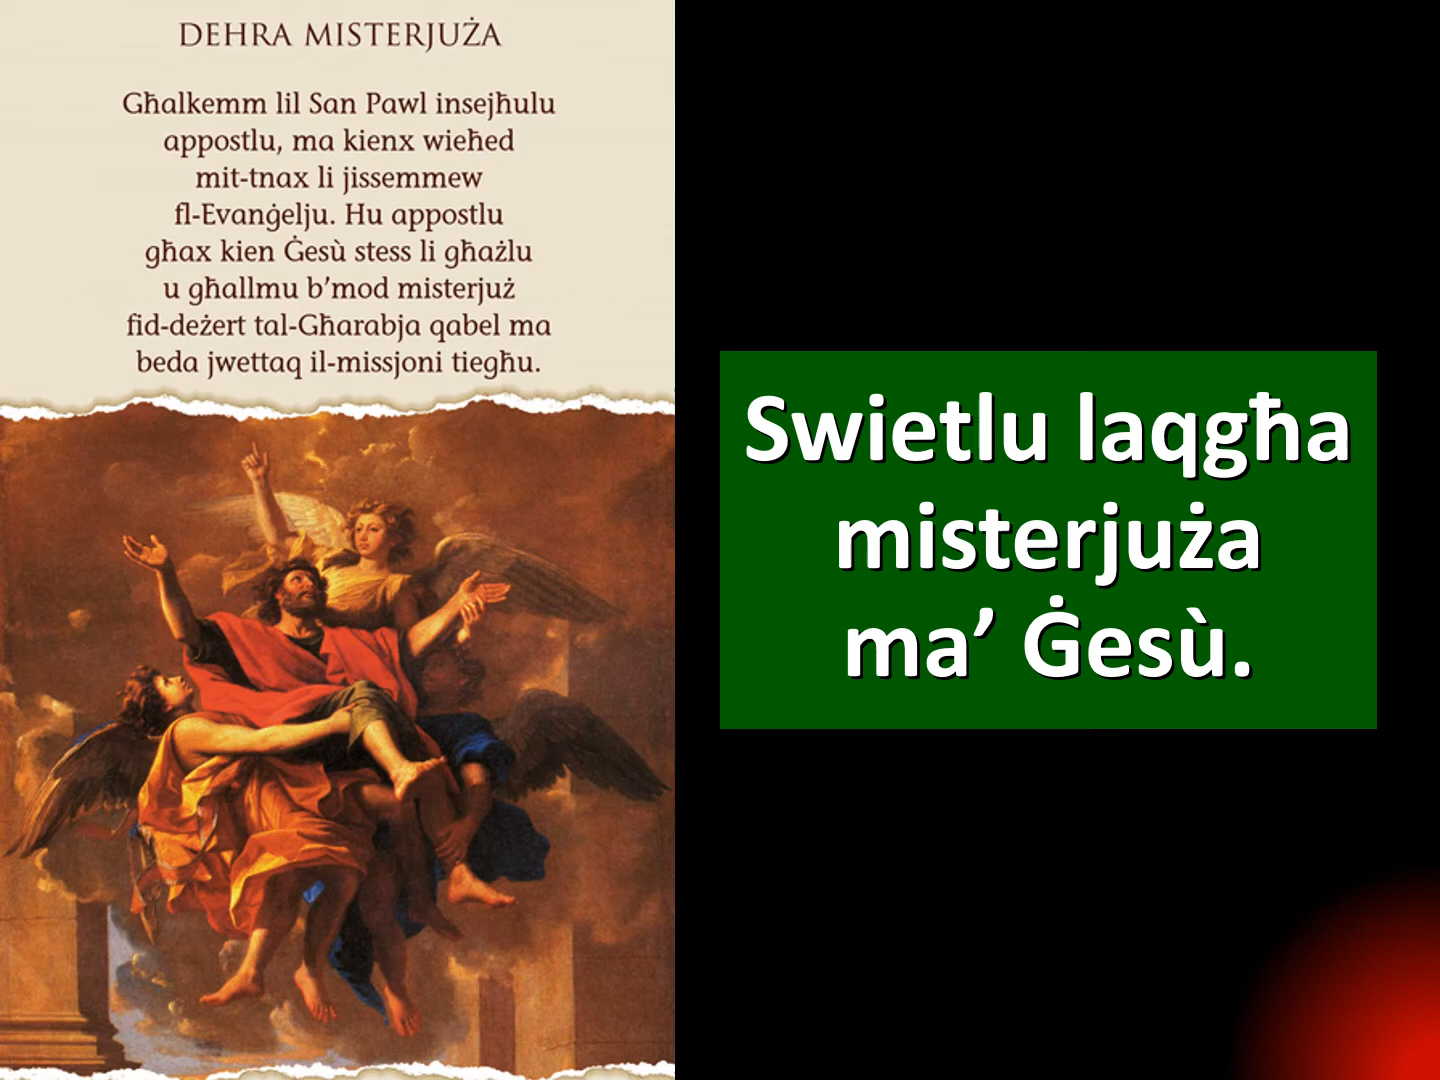 DEHRA MISTERJUŻA
Għalkemm lil San Pawl insejħulu
appostlu, ma kienx wieħed
mit-tnax li jissemmew
fl-Evanġelju. Hu appostlu
għax kien Ġesù stess li għażlu
u għallmu b’mod misterjuż
fid-deżert tal-Għarabja qabel ma
beda jwettaq il-missjoni tiegħu.
Swietlu laqgħa
misterjuża
ma’ Ġesù.